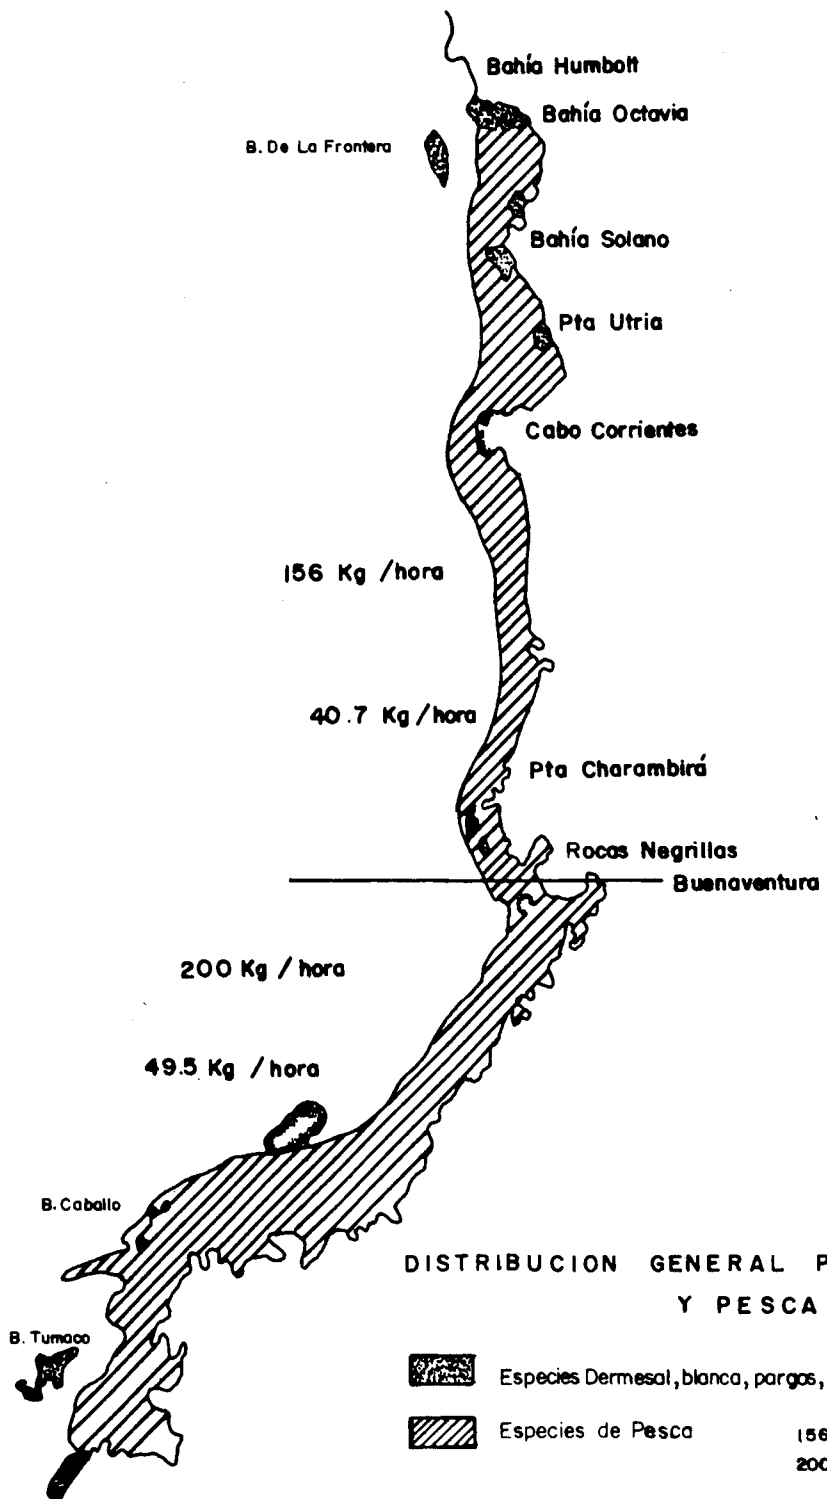 Bahía Humbolt
Bahía Octavia
B. De La Frontera
Bahía Solano
Pta Utria
Cabo Corrientes
156 Kg /hora
40.7 Kg /hora
Pta Charambirá
Rocas Negrillas
Buenaventura
200 Kg / hora
49.5 Kg / hora
B. Caballo
DISTRIBUCION GENERAL P
Y PESCA
B. Tumaco
Especies Dermesal, blanca, pargos,
Especies de Pesca
156
200